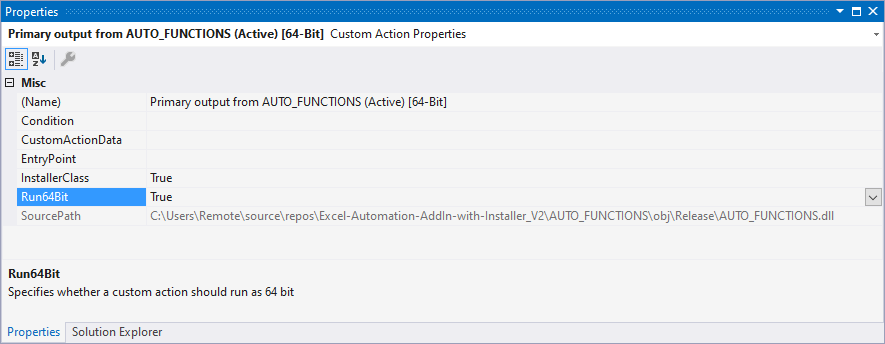 Properties
Primary output from AUTO_FUNCTIONS (Active) [64-Bit] Custom Action Properties
Misc
(Name) Primary output from AUTO_FUNCTIONS (Active) [64-Bit]
Condition
CustomActionData
EntryPoint
InstallerClass True
Run64Bit True
SourcePath C:\Users\Remote\source\repos\Excel-Automation-AddIn-with-Installer_V2\AUTO_FUNCTIONS\obj\Release\AUTO_FUNCTIONS.dll
Run64Bit
Specifies whether a custom action should run as 64 bit
Properties Solution Explorer